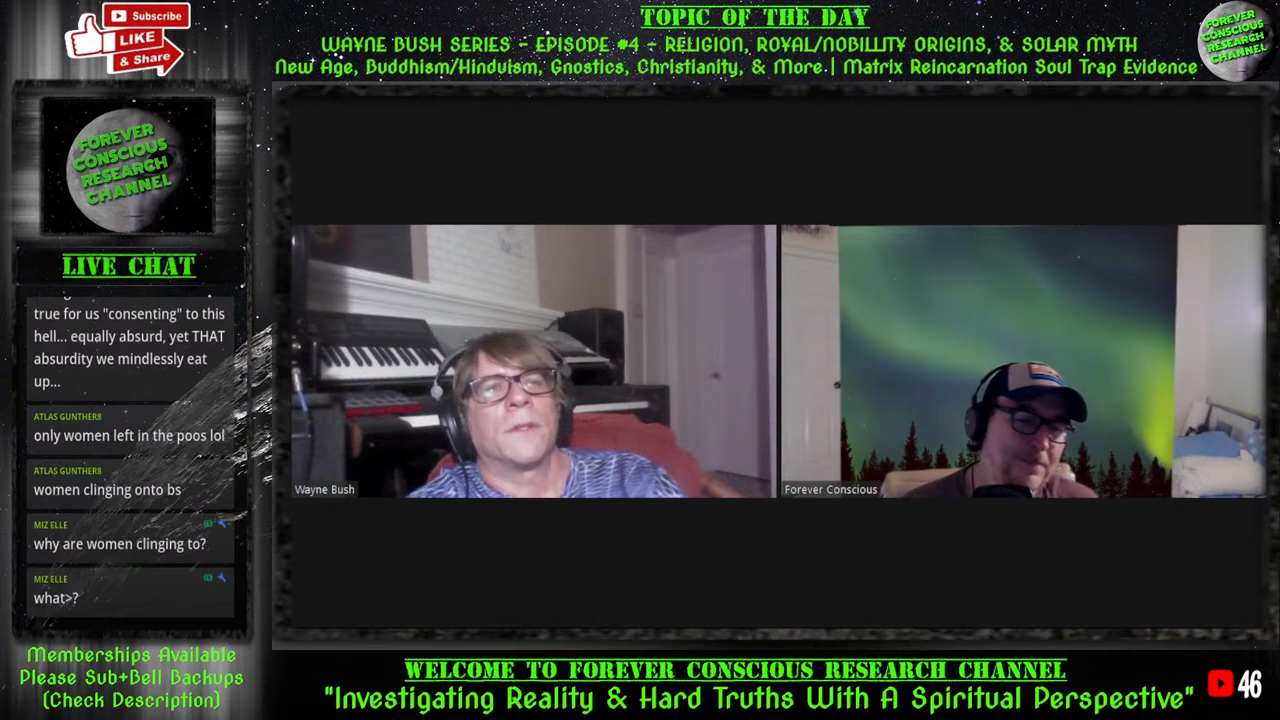 Subscribe
LIKE
& Share
TOPIC OF THE DAY
WAYNE BUSH SERIES - EPISODE #4 - RELIGION, ROYAL/NOBILLITY ORIGINS, & SOLAR MYTH
New Age, Buddhism/Hinduism, Gnostics, Christianity, & More | Matrix Reincarnation Soul Trap Evidence
FOREVER
CONSCIOUS
RESEARCH
CHANNEL
FOREVER
CONSCIOUS
RESEARCH
CHANNEL
LIVE CHAT
true for us "consenting" to this
hell... equally absurd, yet THAT
absurdity we mindlessly eat
up...
ATLAS GUNTHER8
only women left in the poos lol
ATLAS GUNTHER8
women clinging onto bs
MIZ ELLE
why are women clinging to?
MIZ ELLE
what>?
Wayne Bush
Forever Conscious
Memberships Available
Please Sub+Bell Backups
(Check Description)
WELCOME TO FOREVER CONSCIOUS RESEARCH CHANNEL
"Investigating Reality & Hard Truths With A Spiritual Perspective"
46